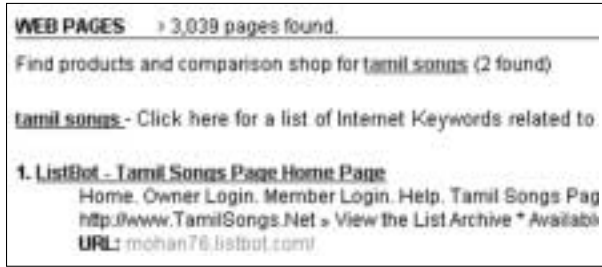 WEB PAGES › 3,039 pages found.
Find products and comparison shop for tamil songs (2 found)
tamil songs - Click here for a list of Internet Keywords related to
1. ListBot - Tamil Songs Page Home Page
Home. Owner Login. Member Login. Help. Tamil Songs Pag
http://www.TamilSongs.Net » View the List Archive * Availabl
URL: mohan76.listbot.com/